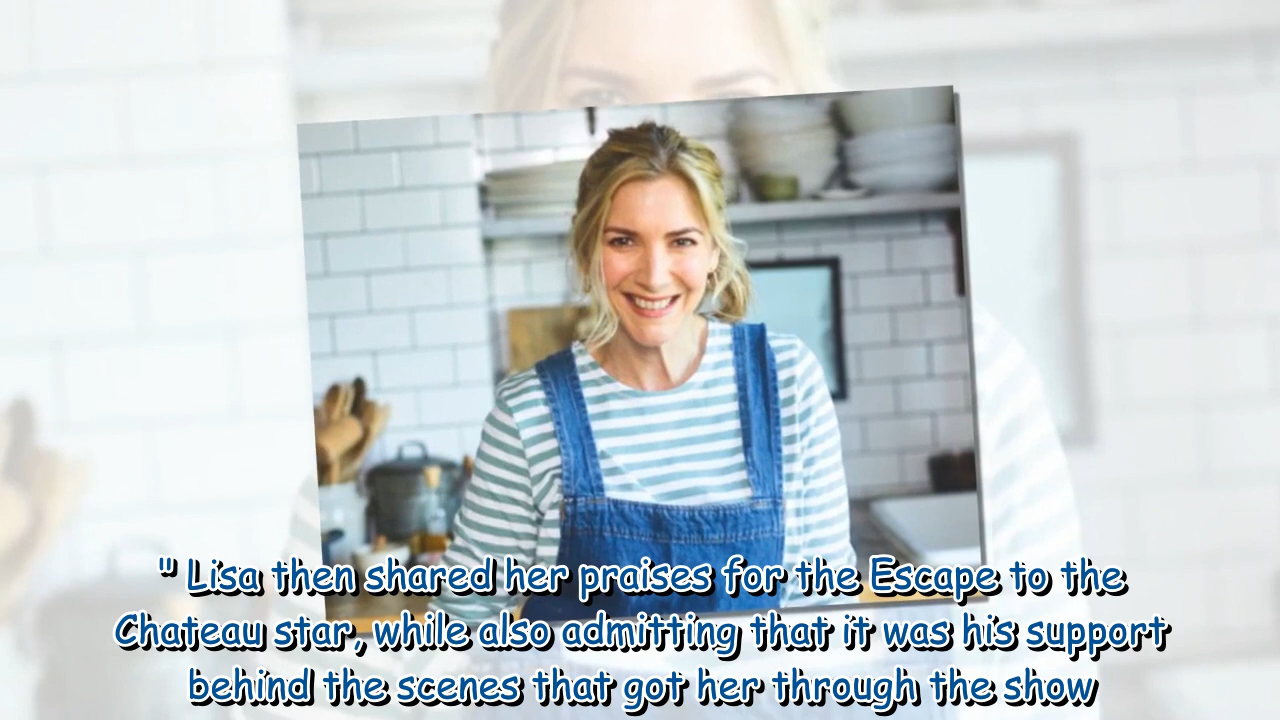 " Lisa then shared her praises for the Escape to the
Chateau star, while also admitting that it was his support
behind the scenes that got her through the show